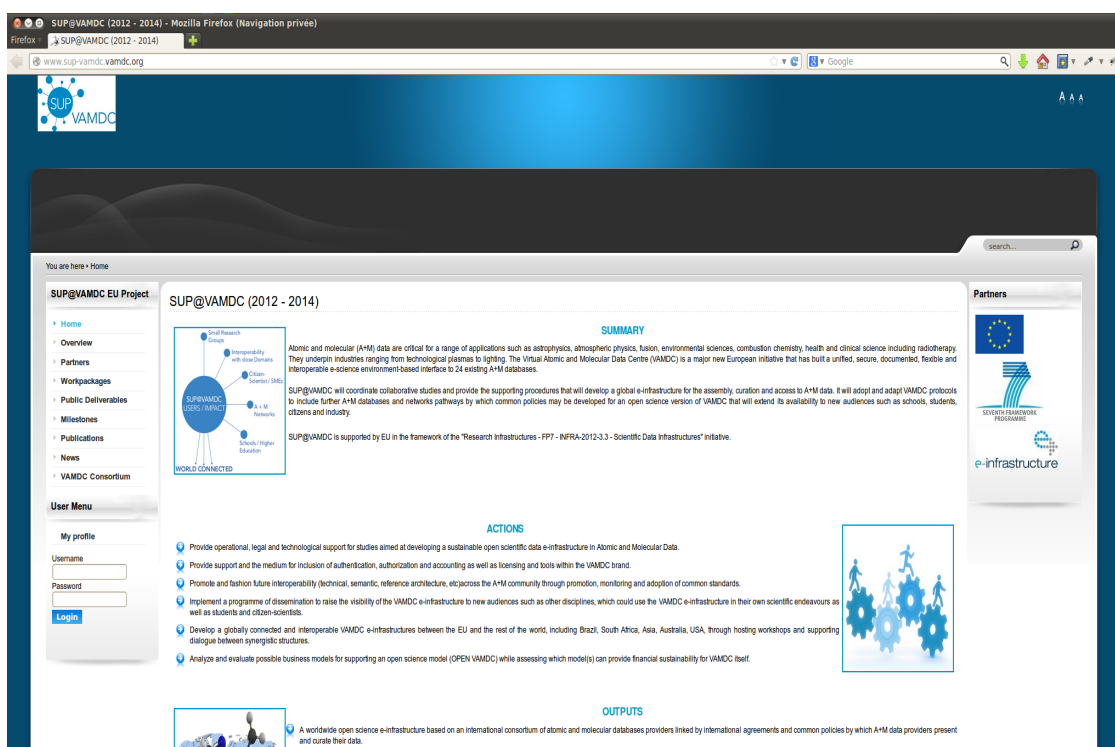 SUP@VAMDC (2012 - 2014) - Mozilla Firefox (Navigation privée)
Firefox
SUP@VAMDC (2012 - 2014)
www.sup-vamdc.vamdc.org
Google
SUP
VAMDC
A A A
search...
You are here Home
SUP@VAMDC EU Project
Home
Overview
Partners
Workpackages
Public Deliverables
Milestones
Publications
News
VAMDC Consortium
User Menu
My profile
Username
Password
Login
SUP@VAMDC (2012 - 2014)
Small Research
Groups
Interoperability
with close Domains
Citizen-
Scientist / SMEs
SUP@VAMDC
USERS / IMPACT
A + M
Networks
Schools / Higher
Education
WORLD CONNECTED
SUMMARY
Atomic and molecular (A+M) data are critical for a range of applications such as astrophysics, atmospheric physics, fusion, environmental sciences, combustion chemistry, health and clinical science including radiotherapy.
They underpin industries ranging from technological plasmas to lighting. The Virtual Atomic and Molecular Data Centre (VAMDC) is a major new European initiative that has built a unified, secure, documented, flexible and
interoperable e-science environment-based interface to 24 existing A+M databases.
SUP@VAMDC will coordinate collaborative studies and provide the supporting procedures that will develop a global e-infrastructure for the assembly, curation and access to A+M data. It will adopt and adapt VAMDC protocols
to include further A+M databases and networks pathways by which common policies may be developed for an open science version of VAMDC that will extend its availability to new audiences such as schools, students,
citizens and industry.
SUP@VAMDC is supported by EU in the framework of the "Research Infrastructures - FP7 - INFRA-2012-3.3 - Scientific Data Infrastructures" initiative.
ACTIONS
Provide operational, legal and technological support for studies aimed at developing a sustainable open scientific data e-infrastructure in Atomic and Molecular Data.
Provide support and the medium for inclusion of authentication, authorization and accounting as well as licensing and tools within the VAMDC brand.
Promote and fashion future interoperability (technical, semantic, reference architecture, etc)across the A+M community through promotion, monitoring and adoption of common standards.
Implement a programme of dissemination to raise the visibility of the VAMDC e-infrastructure to new audiences such as other disciplines, which could use the VAMDC e-infrastructure in their own scientific endeavours as
well as students and citizen-scientists.
Develop a globally connected and interoperable VAMDC e-infrastructures between the EU and the rest of the world, including Brazil, South Africa, Asia, Australia, USA, through hosting workshops and supporting
dialogue between synergistic structures.
Analyze and evaluate possible business models for supporting an open science model (OPEN VAMDC) while assessing which model(s) can provide financial sustainability for VAMDC itself.
OUTPUTS
A worldwide open science e-infrastructure based on an international consortium of atomic and molecular databases providers linked by international agreements and common policies by which A+M data providers present
and curate their data.
Partners
SEVENTH FRAMEWORK
PROGRAMME
e-infrastructure